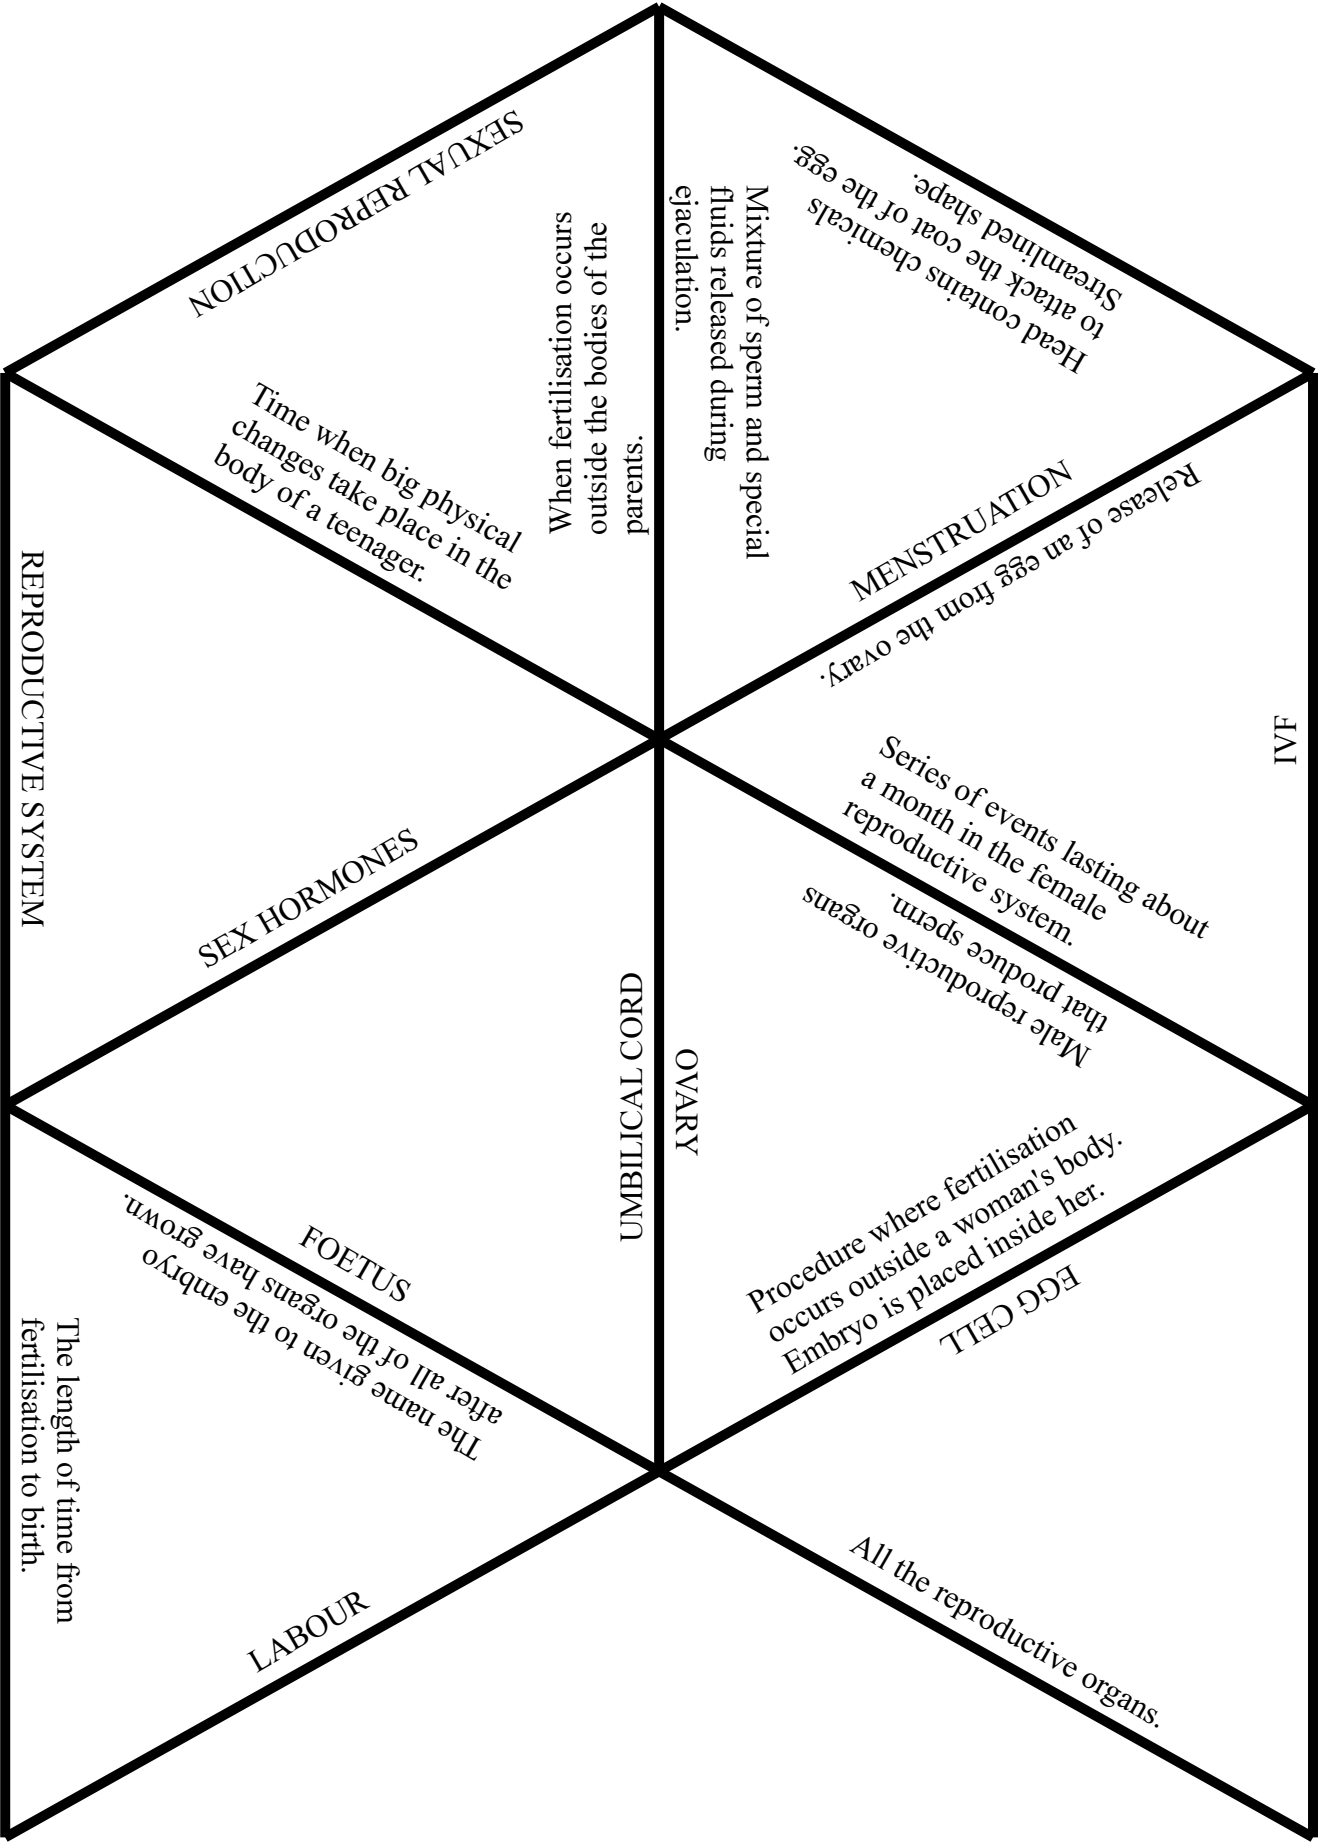 SEXUAL REPRODUCTION
When fertilisation occurs
outside the bodies of the
parents.
Time when big physical
changes take place in the
body of a teenager.
Mixture of sperm and special
fluids released during
ejaculation.
Head contains chemicals
to attack the coat of the egg.
Streamlined shape.
MENSTRUATION
Release of an egg from the ovary.
IVF
Series of events lasting about
a month in the female
reproductive system.
REPRODUCTIVE SYSTEM
SEX HORMONES
UMBILICAL CORD
FOETUS
OVARY
Male reproductive organs
that produce sperm.
Procedure where fertilisation
occurs outside a woman's body.
Embryo is placed inside her.
The name given to the embryo
after all of the organs have grown.
The length of time from
fertilisation to birth.
LABOUR
EGG CELL
All the reproductive organs.